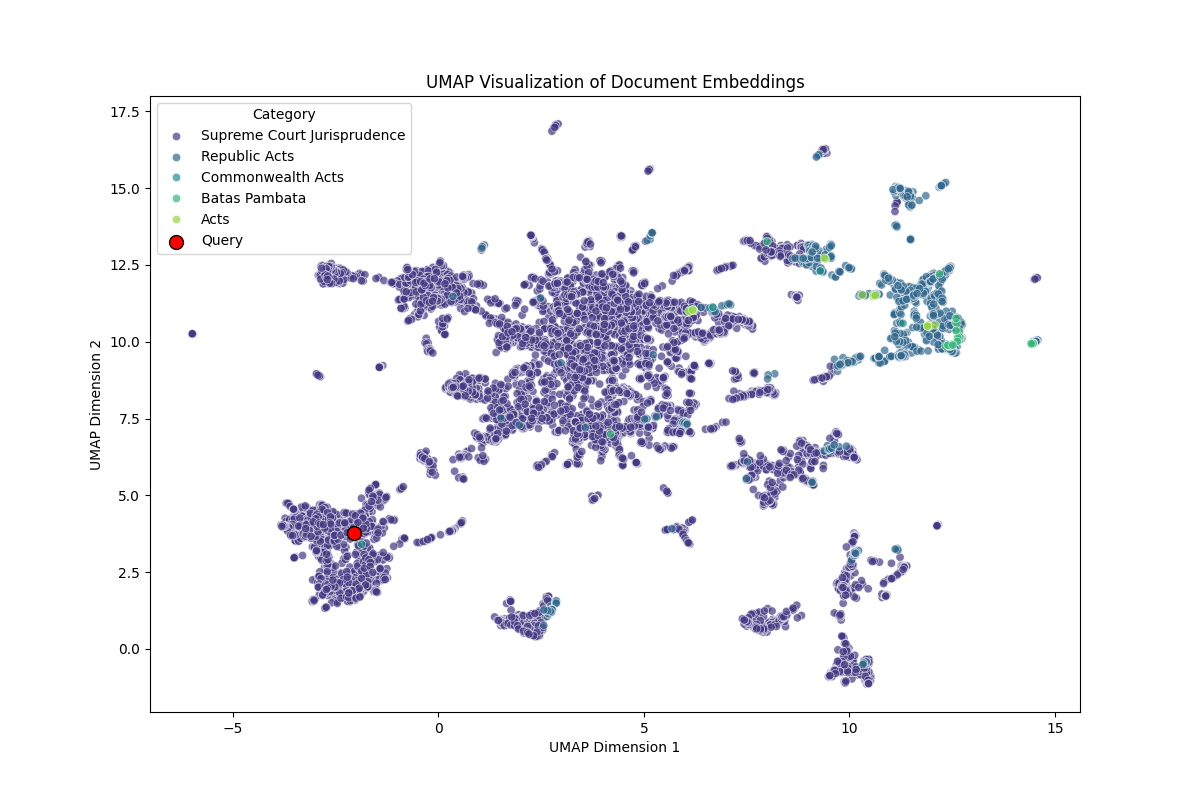 UMAP Visualization of Document Embeddings
Category
Supreme Court Jurisprudence
Republic Acts
Commonwealth Acts
Batas Pambata
Acts
Query
17.5
15.0
12.5
10.0
7.5
5.0
2.5
0.0
UMAP Dimension 2
−5
0
5
10
15
UMAP Dimension 1